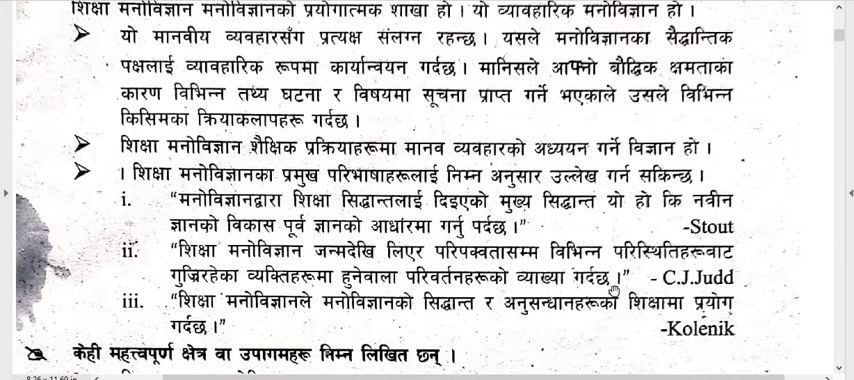 शिक्षा मनोविज्ञान मनोविज्ञानको प्रयोगात्मक शाखा हो । यो व्यावहारिक मनोविज्ञान हो ।
➢ यो मानवीय व्यवहारसँग प्रत्यक्ष संलग्न रहन्छ । यसले मनोविज्ञानका सैद्धान्तिक
पक्षलाई व्यावहारिक रूपमा कार्यान्वयन गर्दछ । मानिसले आफ्नो बौद्धिक क्षमताका
कारण विभिन्न तथ्य घटना र विषयमा सूचना प्राप्त गर्ने भएकाले उसले विभिन्न
किसिमका क्रियाकलापहरू गर्दछ ।
➢ शिक्षा मनोविज्ञान शैक्षिक प्रक्रियाहरूमा मानव व्यवहारको अध्ययन गर्ने विज्ञान हो ।
➢ । शिक्षा मनोविज्ञानका प्रमुख परिभाषाहरूलाई निम्न अनुसार उल्लेख गर्न सकिन्छ ।
i. “मनोविज्ञानद्वारा शिक्षा सिद्धान्तलाई दिइएको मुख्य सिद्धान्त यो हो कि नवीन
ज्ञानको विकास पूर्व ज्ञानको आधारमा गर्नु पर्दछ ।” -Stout
ii. “शिक्षा मनोविज्ञान जन्मदेखि लिएर परिपक्वतासम्म विभिन्न परिस्थितिहरूबाट
गुज्रिरहेका व्यक्तिहरूमा हुनेवाला परिवर्तनहरूको व्याख्या गर्दछ ।” - C.J.Judd
iii. “शिक्षा मनोविज्ञानले मनोविज्ञानको सिद्धान्त र अनुसन्धानहरूको शिक्षामा प्रयोग
गर्दछ ।” -Kolenik
केही महत्त्वपूर्ण क्षेत्र वा उपागमहरू निम्न लिखित छन् ।